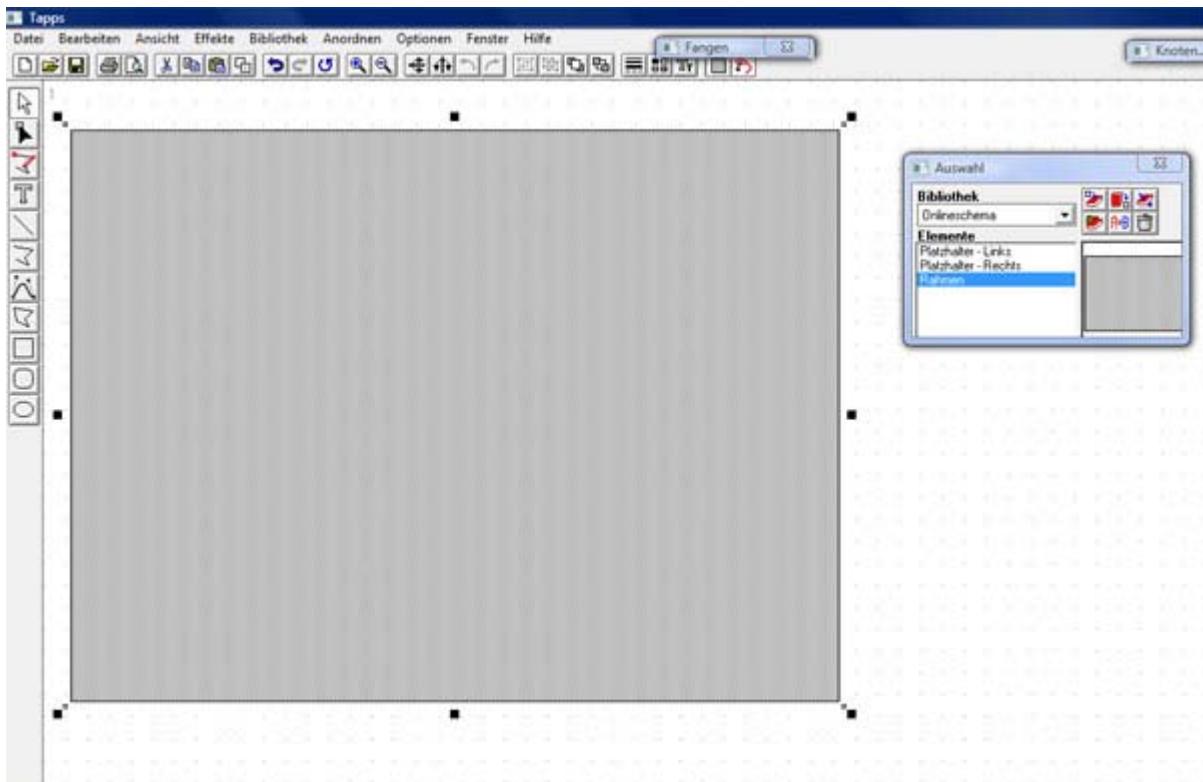 Tapps
Datei Bearbeiten Ansicht Effekte Bibliothek Anordnen Optionen Fenster Hilfe
Fangen
Knoten...
1
Auswahl
Bibliothek
Onlineschema
Elemente
Platzhalter - Links
Platzhalter - Rechts
Rahmen